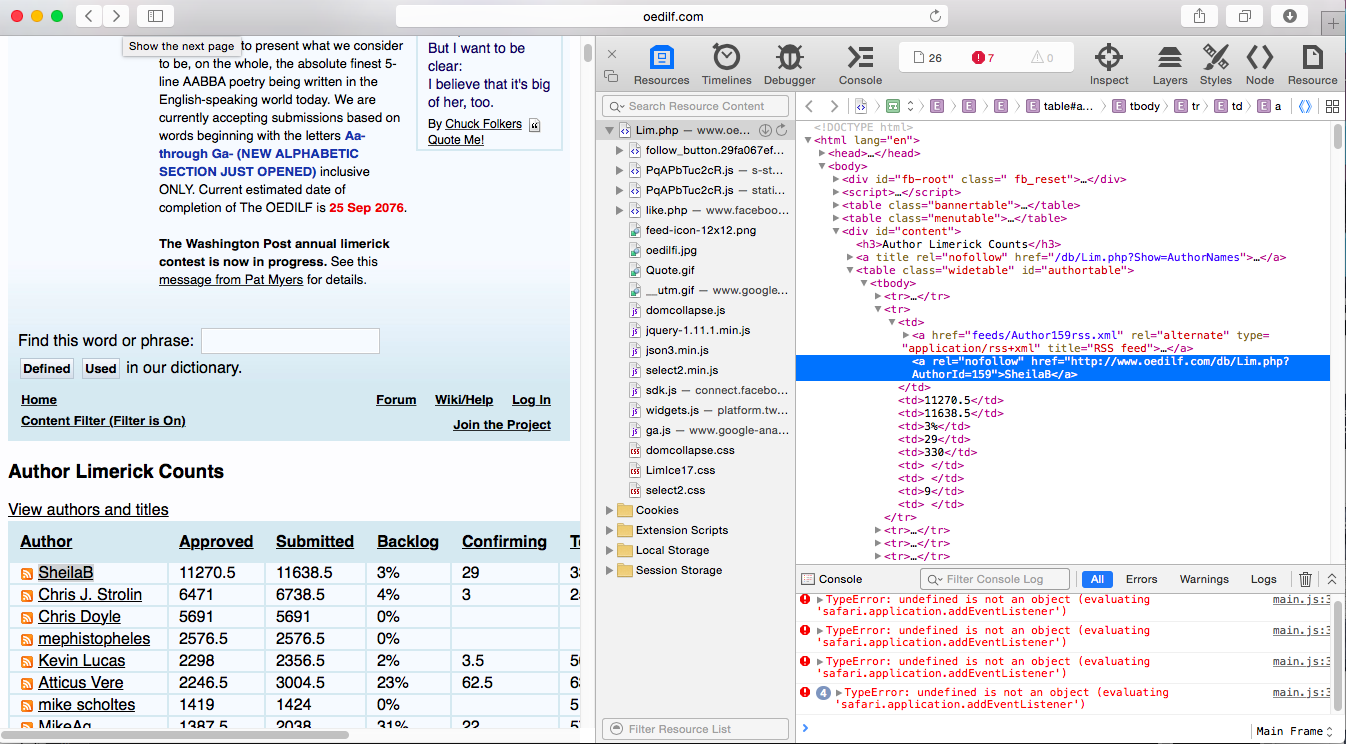 oedilf.com
Show the next page
to present what we consider
to be, on the whole, the absolute finest 5-
line AABBA poetry being written in the
English-speaking world today. We are
currently accepting submissions based on
words beginning with the letters Aa-
through Ga- (NEW ALPHABETIC
SECTION JUST OPENED) inclusive
ONLY. Current estimated date of
completion of The OEDILF is 25 Sep 2076.
The Washington Post annual limerick
contest is now in progress. See this
message from Pat Myers for details.
But I want to be
clear:
I believe that it's big
of her, too.
By Chuck Folkers
Quote Me!
Find this word or phrase:
Defined Used in our dictionary.
Home Forum Wiki/Help Log In
Content Filter (Filter is On) Join the Project
Author Limerick Counts
View authors and titles
Author Approved Submitted Backlog Confirming
SheilaB 11270.5 11638.5 3% 29
Chris J. Strolin 6471 6738.5 4% 3
Chris Doyle 5691 5691 0%
mephistopheles 2576.5 2576.5 0%
Kevin Lucas 2298 2356.5 2% 3.5
Atticus Vere 2246.5 3004.5 23% 62.5
mike scholtes 1419 1424 0% 5
MikeAq 1387.5 2038 31% 22
Resources Timelines Debugger Console 26 7 0 Inspect Layers Styles Node Resource
Search Resource Content
Lim.php — www.oe...
follow_button.29fa067ef...
PqAPbTuc2cR.js — s-st...
PqAPbTuc2cR.js — stati...
like.php — www.faceboo...
feed-icon-12x12.png
oedilfi.jpg
Quote.gif
__utm.gif — www.google...
domcollapse.js
jquery-1.11.1.min.js
json3.min.js
select2.min.js
sdk.js — connect.facebo...
widgets.js — platform.tw...
ga.js — www.google-ana...
domcollapse.css
LimIce17.css
select2.css
Cookies
Extension Scripts
Local Storage
Session Storage
Filter Resource List
E E E E table#a... E tbody E tr E td E a
<!DOCTYPE html>
<html lang="en">
<head>…</head>
<body>
<div id="fb-root" class=" fb_reset">…</div>
<script>…</script>
<table class="bannertable">…</table>
<table class="menutable">…</table>
<div id="content">
<h3>Author Limerick Counts</h3>
<a title rel="nofollow" href="/db/Lim.php?Show=AuthorNames">…</a>
<table class="widetable" id="authortable">
<tbody>
<tr>…</tr>
<tr>
<td>
<a href="feeds/Author159rss.xml" rel="alternate" type=
"application/rss+xml" title="RSS feed">…</a>
<a rel="nofollow" href="http://www.oedilf.com/db/Lim.php?
AuthorId=159">SheilaB</a>
</td>
<td>11270.5</td>
<td>11638.5</td>
<td>3%</td>
<td>29</td>
<td>330</td>
<td> </td>
<td> </td>
<td>9</td>
<td> </td>
</tr>
<tr>…</tr>
<tr>…</tr>
<tr>…</tr>
Console Filter Console Log All Errors Warnings Logs
TypeError: undefined is not an object (evaluating main.js:3
'safari.application.addEventListener')
TypeError: undefined is not an object (evaluating main.js:3
'safari.application.addEventListener')
TypeError: undefined is not an object (evaluating main.js:3
'safari.application.addEventListener')
4 TypeError: undefined is not an object (evaluating main.js:3
'safari.application.addEventListener')
Main Frame